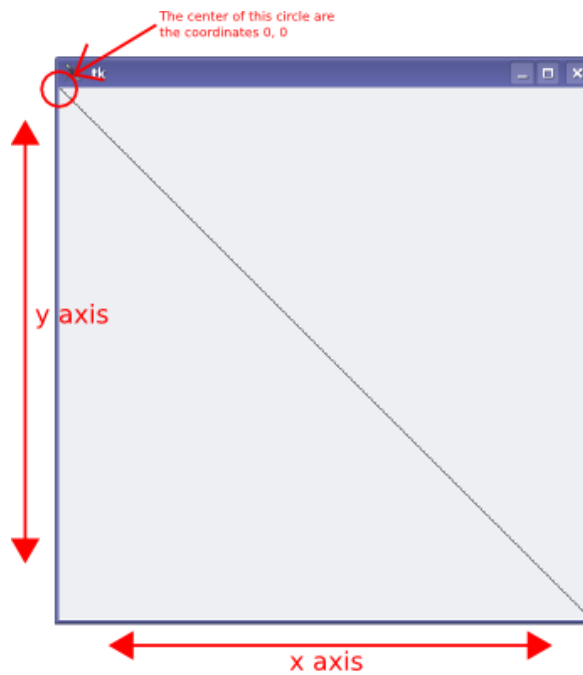 The center of this circle are
the coordinates 0, 0
tk
y axis
x axis